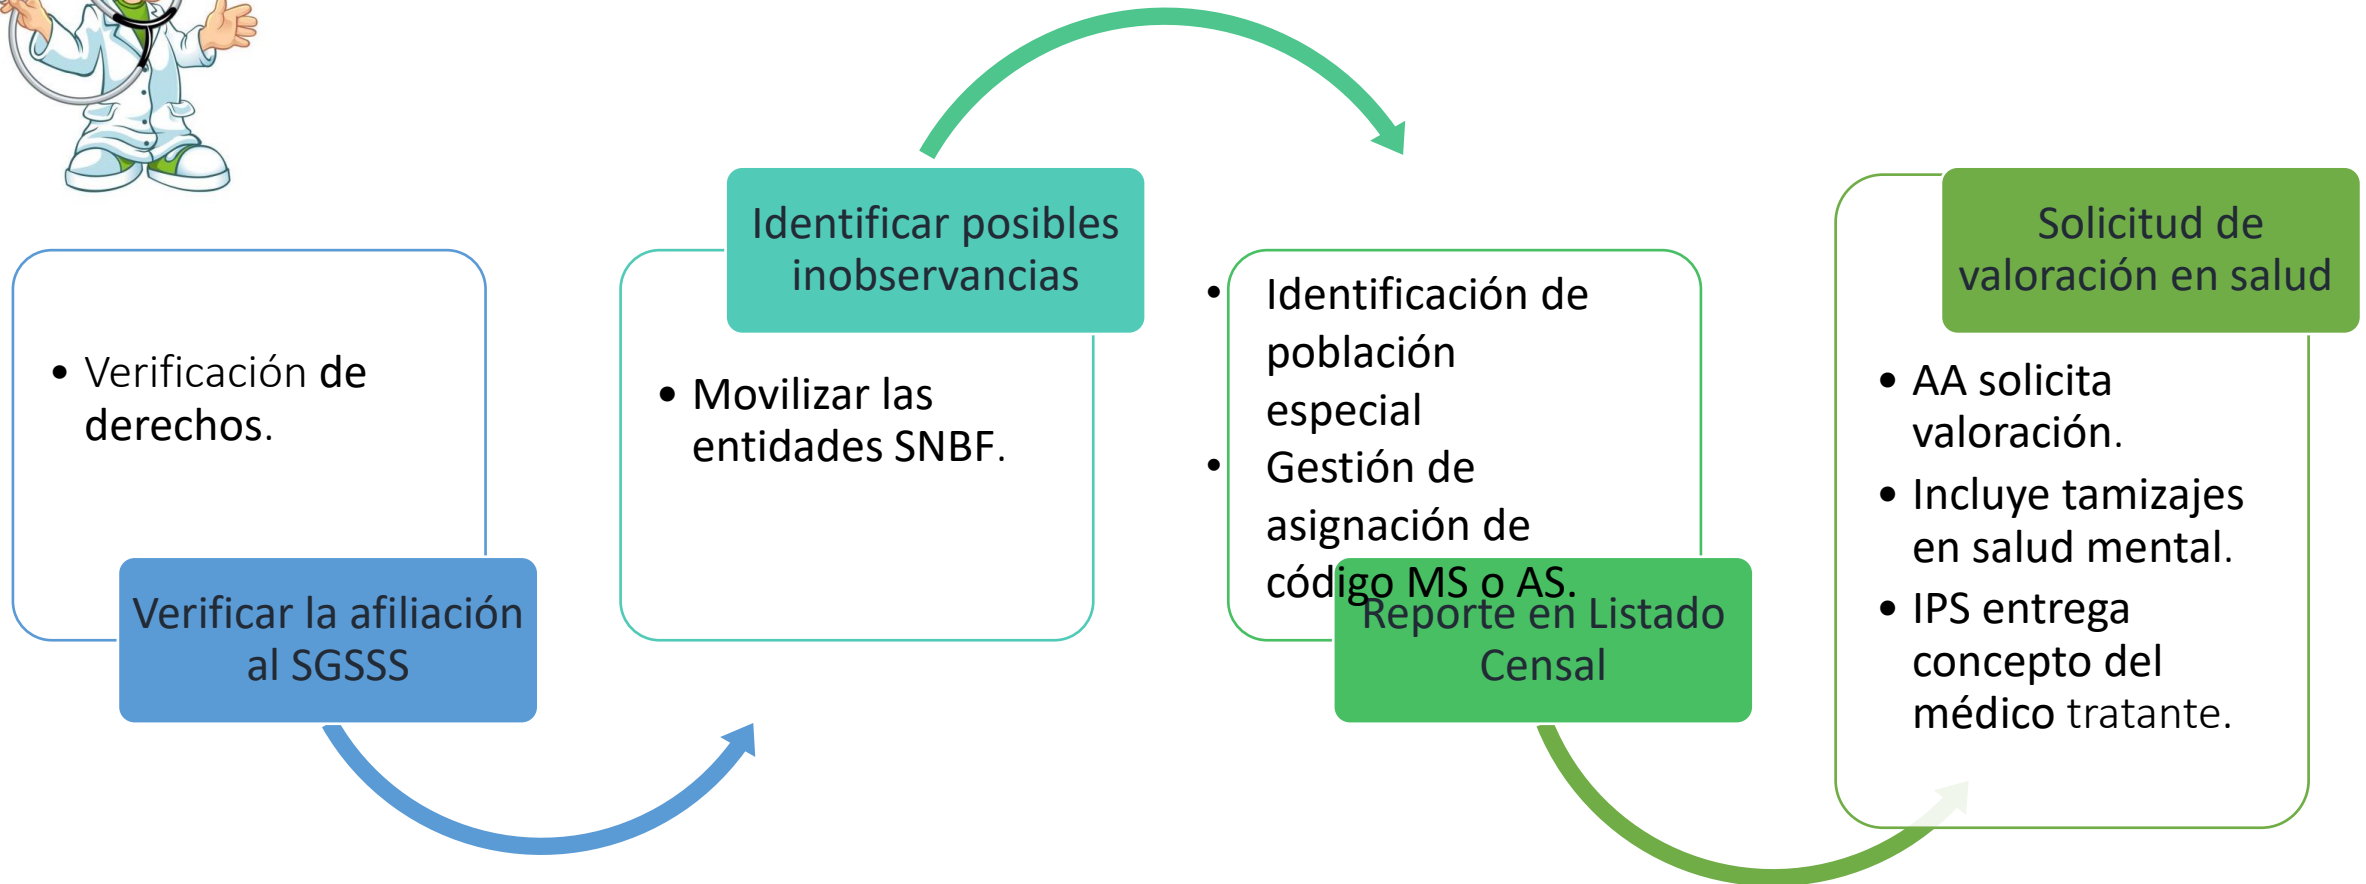 • Verificación de
derechos.
Verificar la afiliación
al SGSSS
Identificar posibles
inobservancias
• Movilizar las
entidades SNBF.
• Identificación de
población
especial
• Gestión de
asignación de
código MS o AS.
Reporte en Listado
Censal
Solicitud de
valoración en salud
• AA solicita
valoración.
• Incluye tamizajes
en salud mental.
• IPS entrega
concepto del
médico tratante.